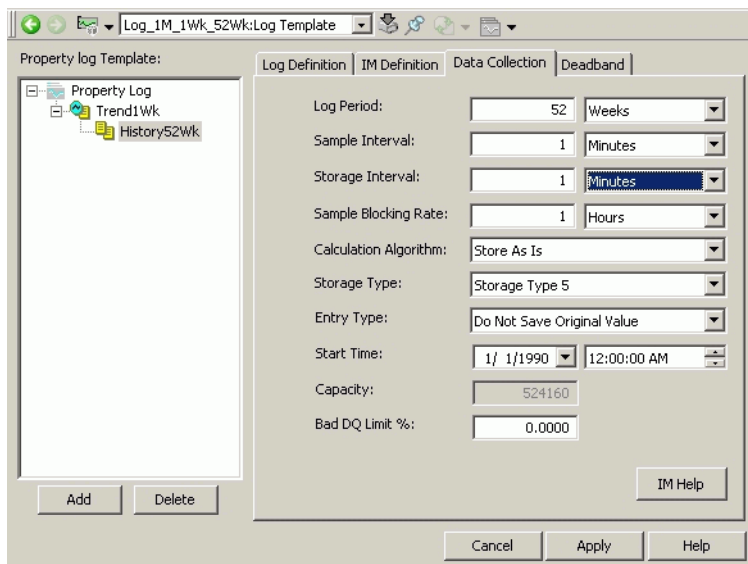 Log_1M_1Wk_52Wk:Log Template
Property log Template:
Property Log
Trend1Wk
History52Wk
Add
Delete
Log Definition
IM Definition
Data Collection
Deadband
Log Period: 52 Weeks
Sample Interval: 1 Minutes
Storage Interval: 1 Minutes
Sample Blocking Rate: 1 Hours
Calculation Algorithm: Store As Is
Storage Type: Storage Type 5
Entry Type: Do Not Save Original Value
Start Time: 1/ 1/1990 12:00:00 AM
Capacity: 524160
Bad DQ Limit %: 0.0000
IM Help
Cancel
Apply
Help